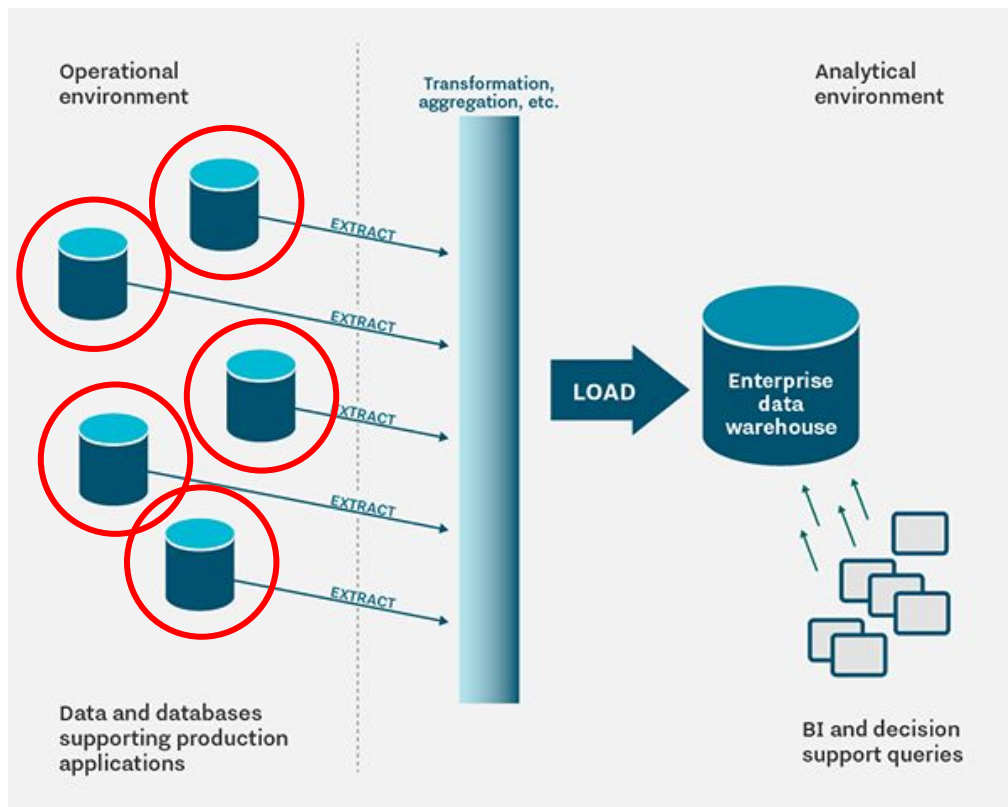 Operational
environment
Transformation,
aggregation, etc.
Analytical
environment
EXTRACT
EXTRACT
EXTRACT
EXTRACT
EXTRACT
LOAD
Enterprise
data
warehouse
Data and databases
supporting production
applications
BI and decision
support queries